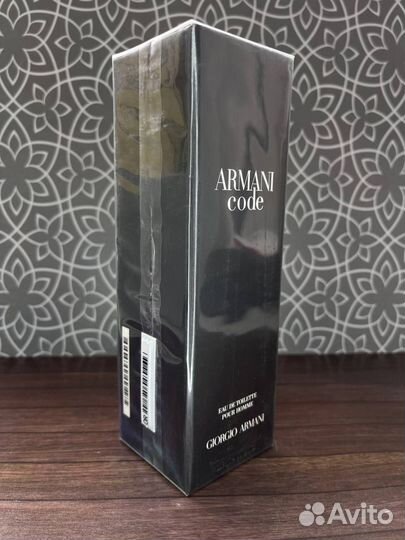 ARMANI
code
EAU DE TOILETTE
POUR HOMME
GIORGIO ARMANI
Avito